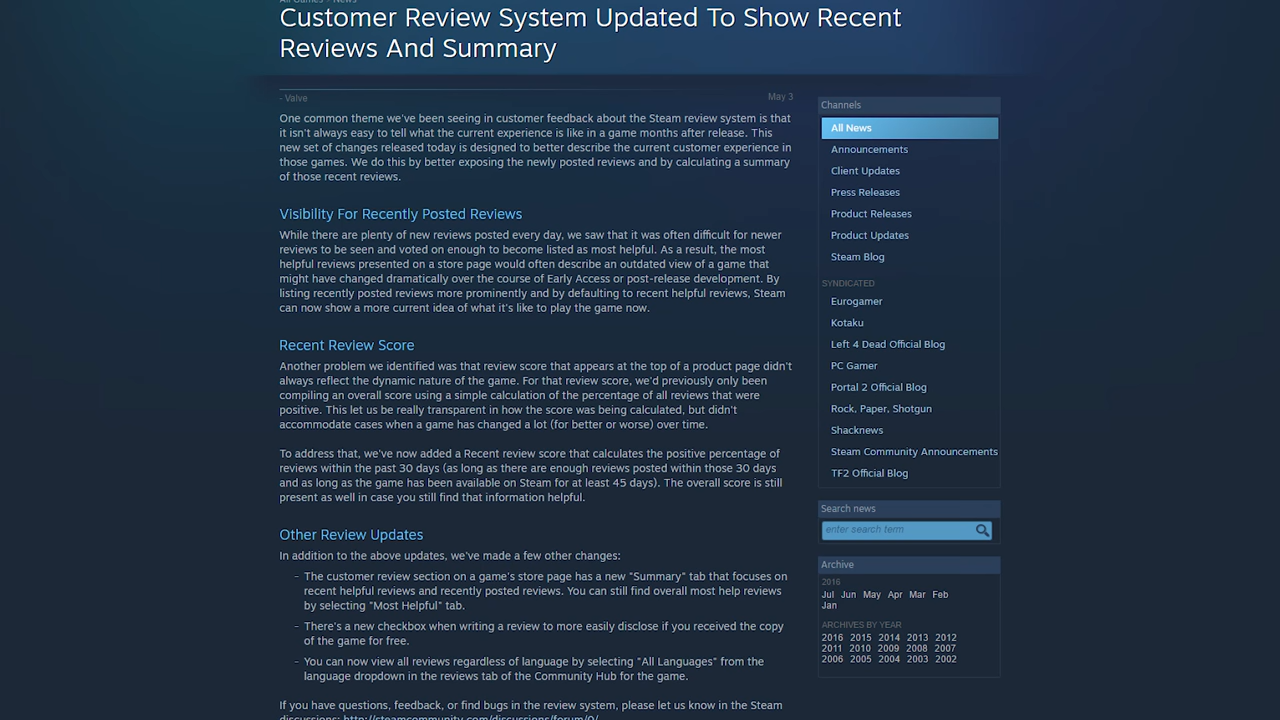 All Games > News
Customer Review System Updated To Show Recent
Reviews And Summary
- Valve
May 3
One common theme we've been seeing in customer feedback about the Steam review system is that
it isn't always easy to tell what the current experience is like in a game months after release. This
new set of changes released today is designed to better describe the current customer experience in
those games. We do this by better exposing the newly posted reviews and by calculating a summary
of those recent reviews.
Visibility For Recently Posted Reviews
While there are plenty of new reviews posted every day, we saw that it was often difficult for newer
reviews to be seen and voted on enough to become listed as most helpful. As a result, the most
helpful reviews presented on a store page would often describe an outdated view of a game that
might have changed dramatically over the course of Early Access or post-release development. By
listing recently posted reviews more prominently and by defaulting to recent helpful reviews, Steam
can now show a more current idea of what it's like to play the game now.
Recent Review Score
Another problem we identified was that review score that appears at the top of a product page didn't
always reflect the dynamic nature of the game. For that review score, we'd previously only been
compiling an overall score using a simple calculation of the percentage of all reviews that were
positive. This let us be really transparent in how the score was being calculated, but didn't
accommodate cases when a game has changed a lot (for better or worse) over time.
To address that, we've now added a Recent review score that calculates the positive percentage of
reviews within the past 30 days (as long as there are enough reviews posted within those 30 days
and as long as the game has been available on Steam for at least 45 days). The overall score is still
present as well in case you still find that information helpful.
Other Review Updates
In addition to the above updates, we've made a few other changes:
- The customer review section on a game's store page has a new "Summary" tab that focuses on
recent helpful reviews and recently posted reviews. You can still find overall most help reviews
by selecting "Most Helpful" tab.
- There's a new checkbox when writing a review to more easily disclose if you received the copy
of the game for free.
- You can now view all reviews regardless of language by selecting "All Languages" from the
language dropdown in the reviews tab of the Community Hub for the game.
If you have questions, feedback, or find bugs in the review system, please let us know in the Steam
discussions: http://steamcommunity.com/discussions/forum/0/
Channels
All News
Announcements
Client Updates
Press Releases
Product Releases
Product Updates
Steam Blog
SYNDICATED
Eurogamer
Kotaku
Left 4 Dead Official Blog
PC Gamer
Portal 2 Official Blog
Rock, Paper, Shotgun
Shacknews
Steam Community Announcements
TF2 Official Blog
Search news
enter search term
Archive
2016
Jul Jun May Apr Mar Feb
Jan
ARCHIVES BY YEAR
2016 2015 2014 2013 2012
2011 2010 2009 2008 2007
2006 2005 2004 2003 2002